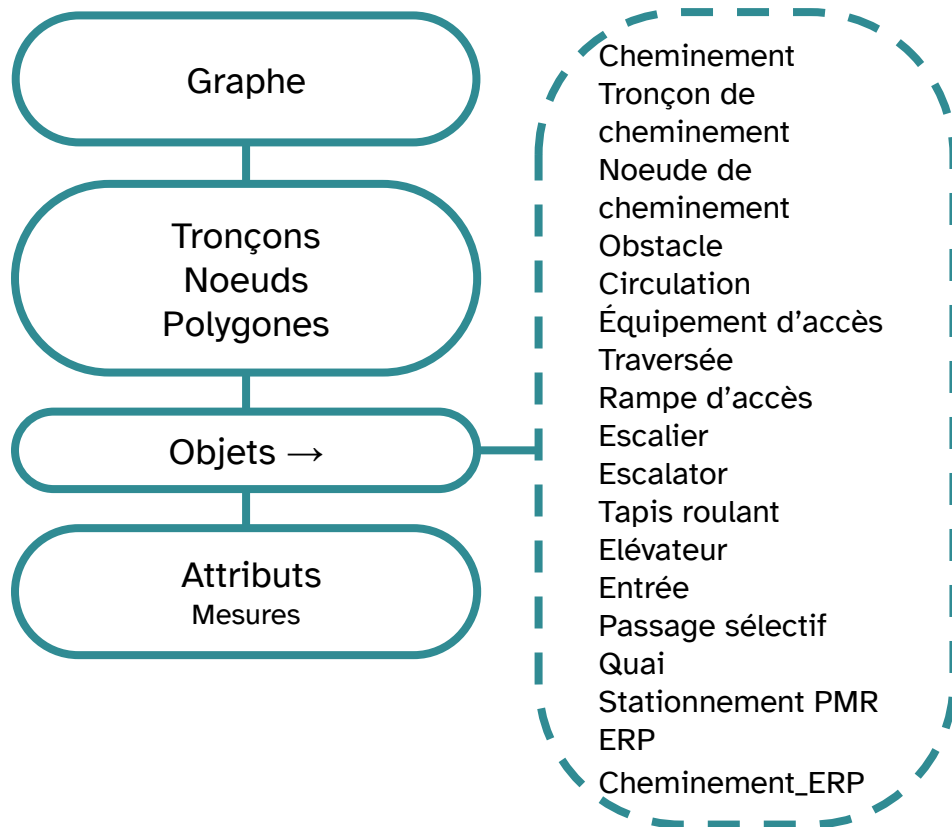 Graphe
Tronçons
Noeuds
Polygones
Objets →
Attributs
Mesures
Cheminement
Tronçon de
cheminement
Noeude de
cheminement
Obstacle
Circulation
Équipement d’accès
Traversée
Rampe d’accès
Escalier
Escalator
Tapis roulant
Elévateur
Entrée
Passage sélectif
Quai
Stationnement PMR
ERP
Cheminement_ERP